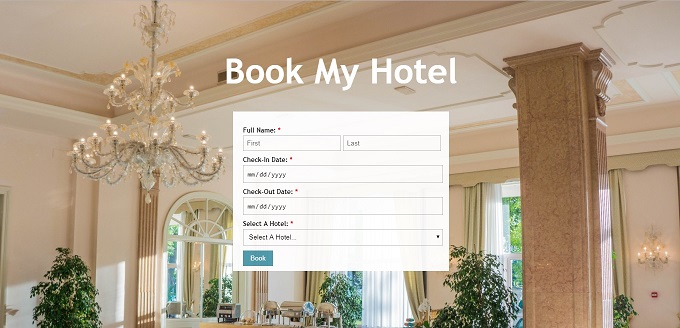 Book My Hotel
Full Name: *
First Last
Check-In Date: *
mm/dd/yyyy
Check-Out Date: *
mm/dd/yyyy
Select A Hotel: *
Select A Hotel...
Book